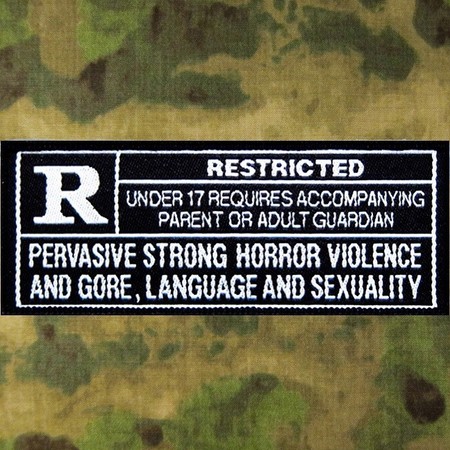 R
RESTRICTED
UNDER 17 REQUIRES ACCOMPANYING
PARENT OR ADULT GUARDIAN
PERVASIVE STRONG HORROR VIOLENCE
AND GORE, LANGUAGE AND SEXUALITY